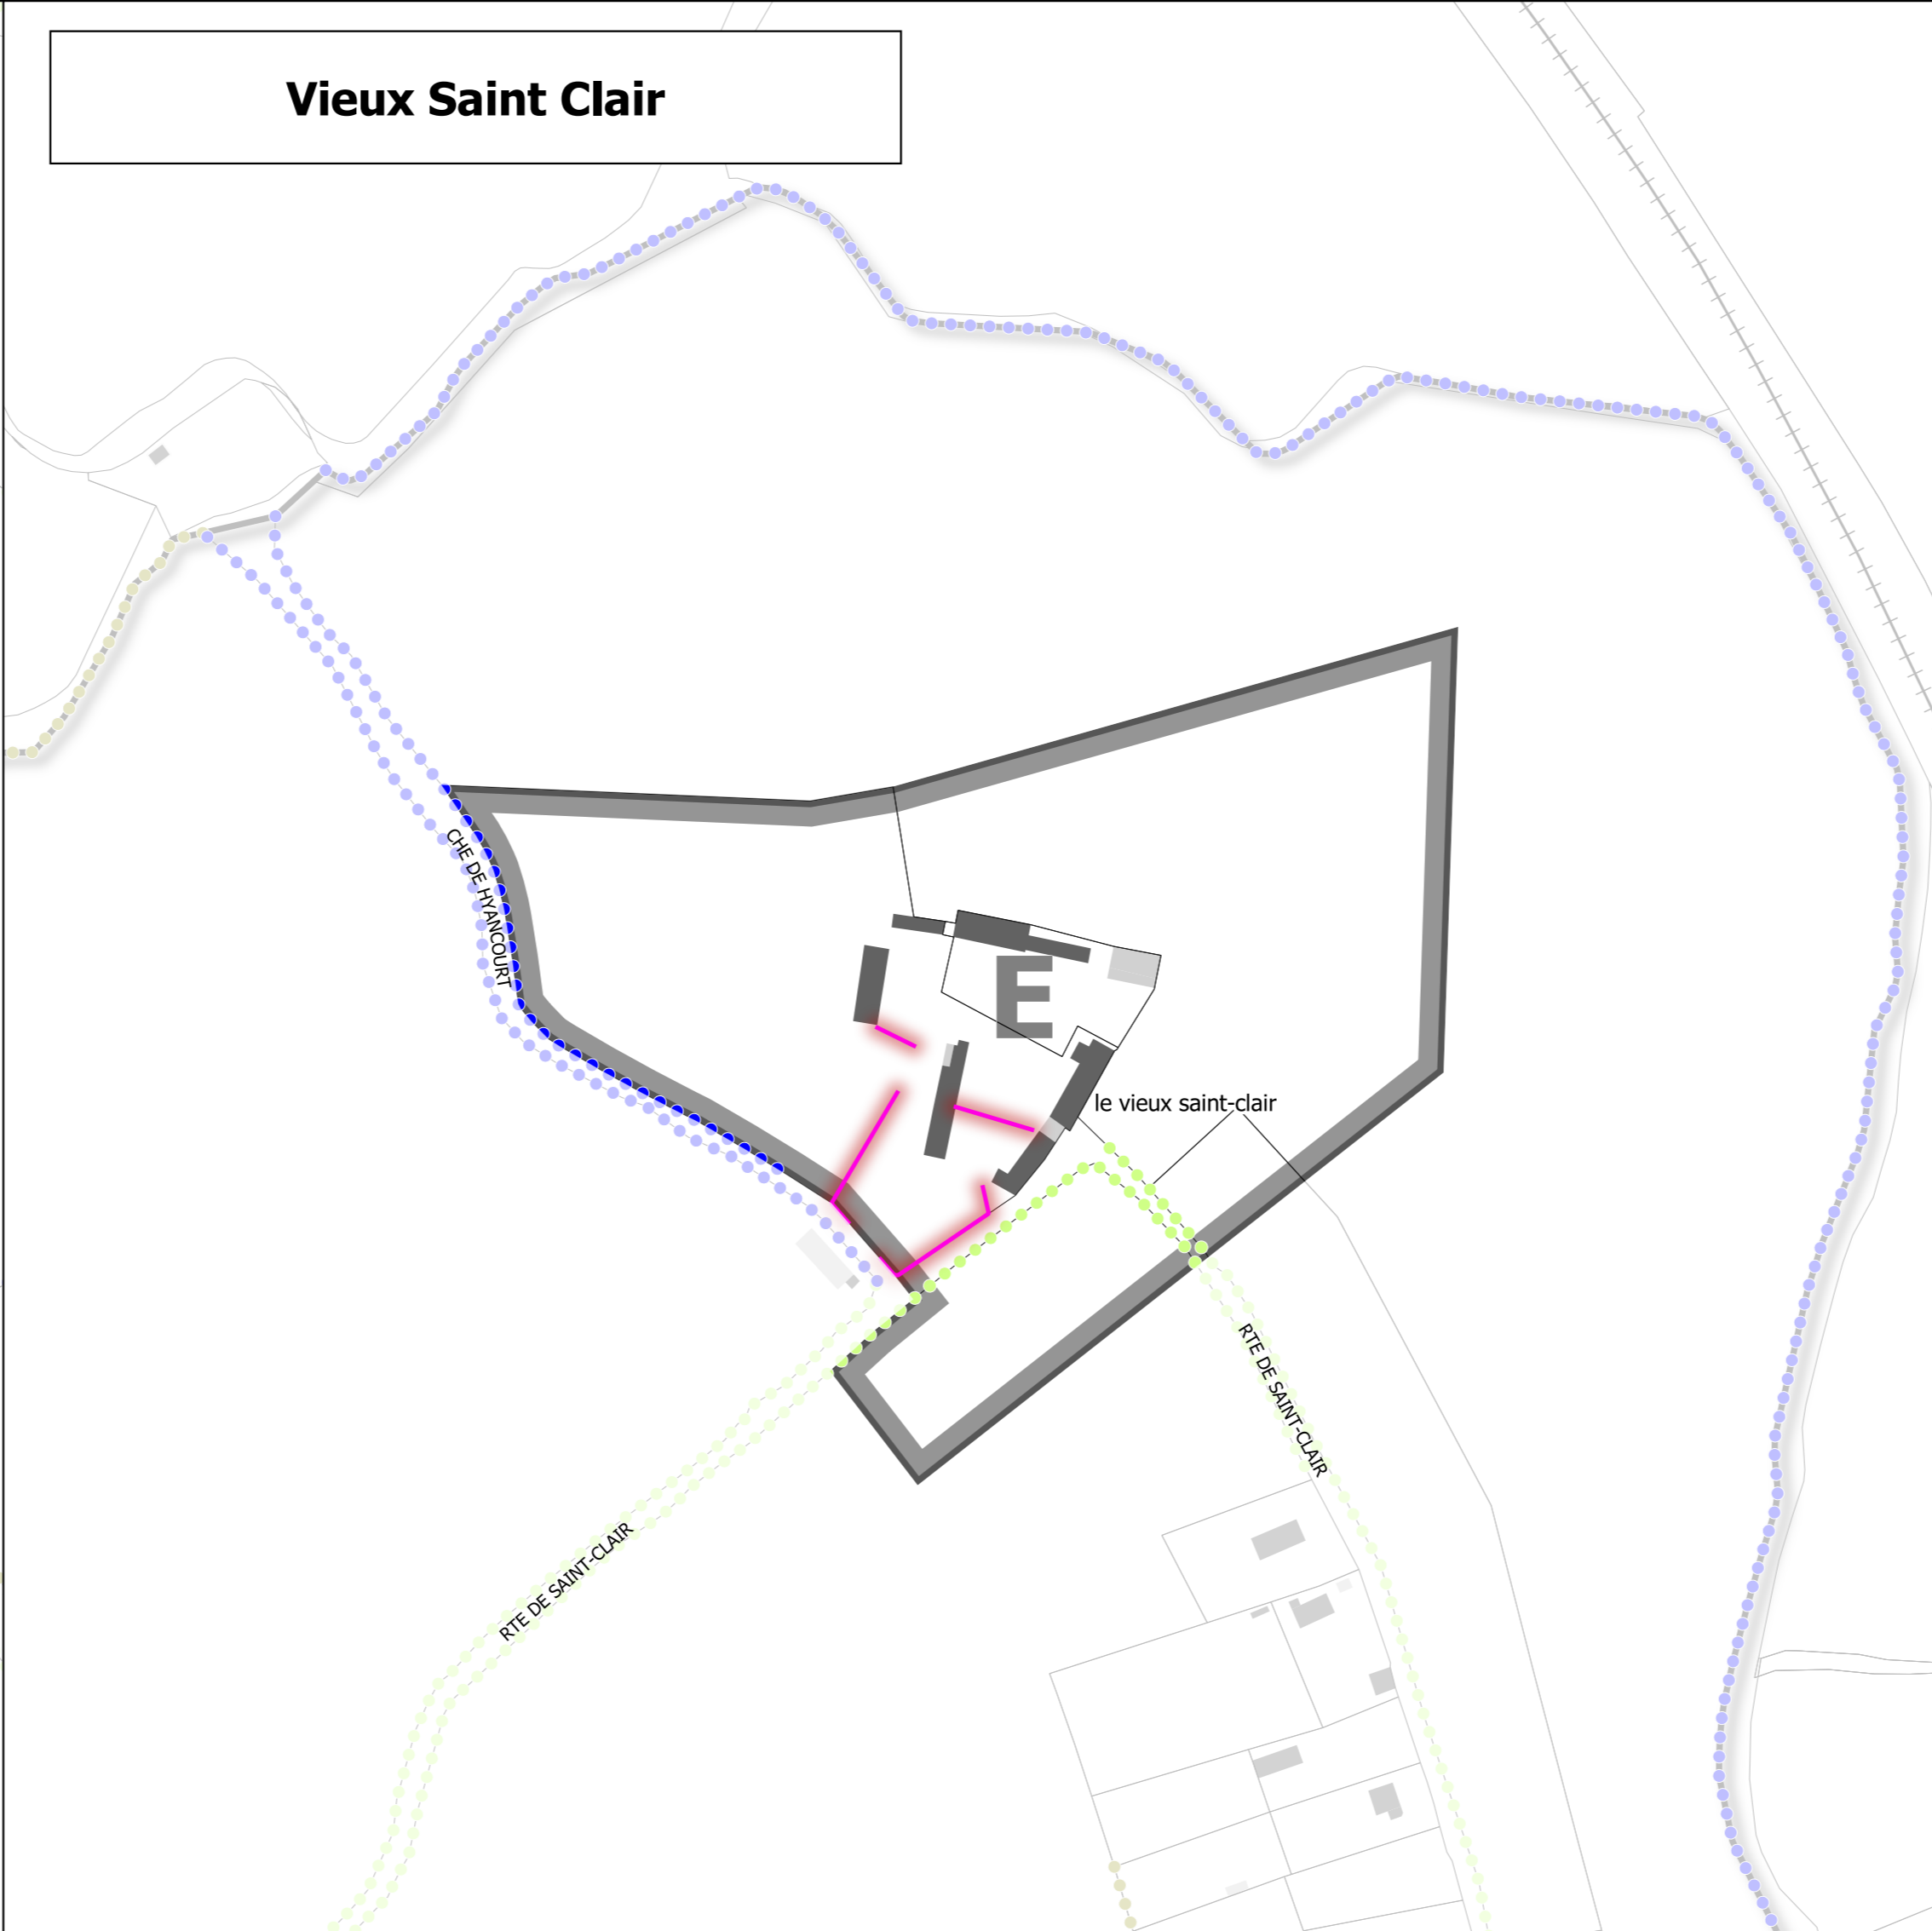 Vieux Saint Clair
CHE DE HYANCOURT
E
le vieux saint-clair
RTE DE SAINT-CLAIR
RTE DE SAINT-CLAIR